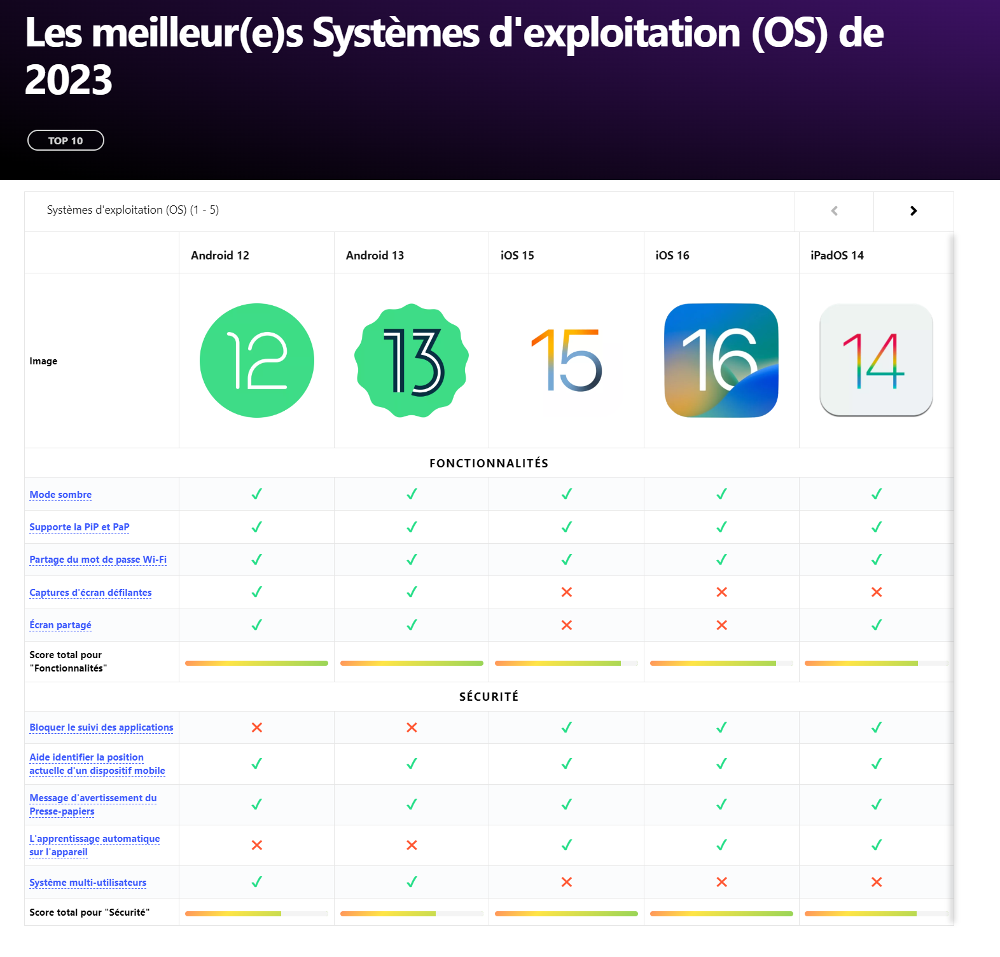 Les meilleur(e)s Systèmes d'exploitation (OS) de
2023
TOP 10
Systèmes d'exploitation (OS) (1 - 5)
Android 12
Android 13
iOS 15
iOS 16
iPadOS 14
Image
12
13
15
16
14
FONCTIONNALITÉS
Mode sombre
Supporte la PiP et PaP
Partage du mot de passe Wi-Fi
Captures d'écran défilantes
Écran partagé
Score total pour
"Fonctionnalités"
SÉCURITÉ
Bloquer le suivi des applications
Aide identifier la position
actuelle d'un dispositif mobile
Message d'avertissement du
Presse-papiers
L'apprentissage automatique
sur l'appareil
Système multi-utilisateurs
Score total pour "Sécurité"